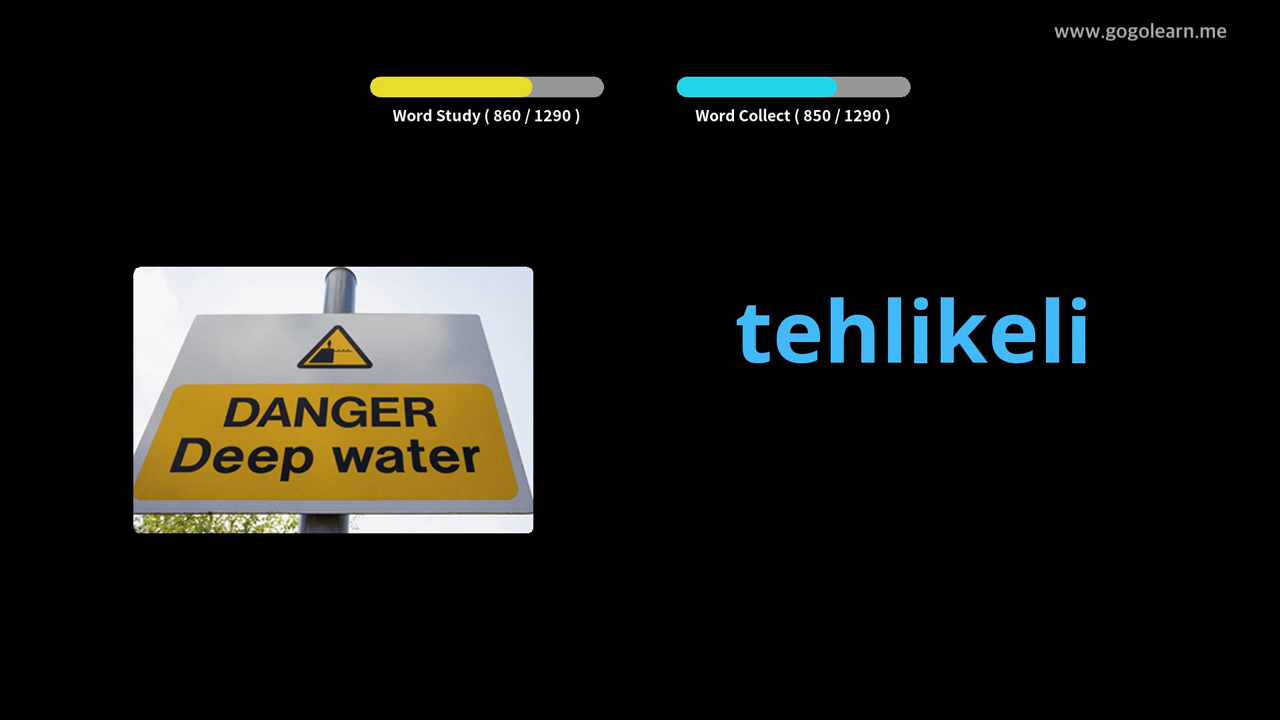 www.gogolearn.me
Word Study ( 860 / 1290 )
Word Collect ( 850 / 1290 )
DANGER
Deep water
tehlikeli